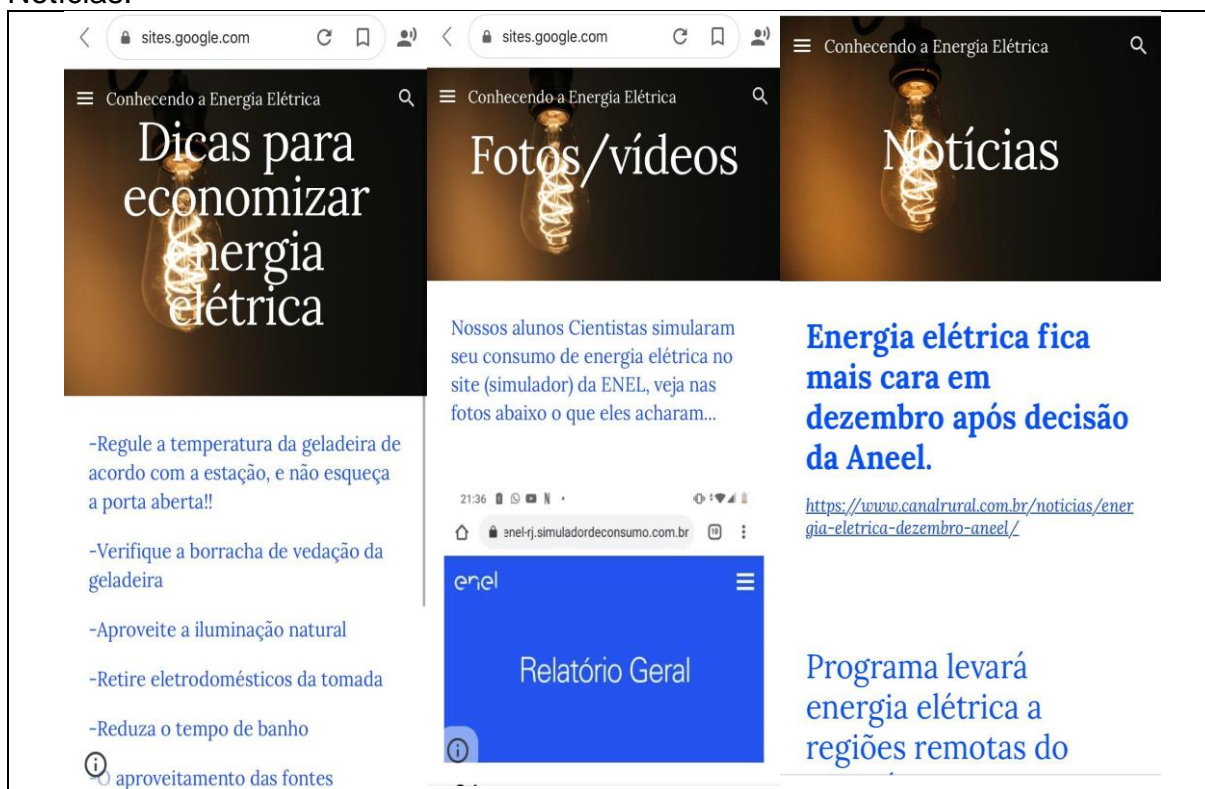 Notícias.
sites.google.com
Conhecendo a Energia Elétrica
Dicas para
economizar
energia
elétrica
-Regule a temperatura da geladeira de
acordo com a estação, e não esqueça
a porta aberta!!
-Verifique a borracha de vedação da
geladeira
-Aproveite a iluminação natural
-Retire eletrodomésticos da tomada
-Reduza o tempo de banho
-O aproveitamento das fontes
sites.google.com
Conhecendo a Energia Elétrica
Fotos/vídeos
Nossos alunos Cientistas simularam
seu consumo de energia elétrica no
site (simulador) da ENEL, veja nas
fotos abaixo o que eles acharam...
21:36
enel-rj.simuladordeconsumo.com.br
10
enel
Relatório Geral
Conhecendo a Energia Elétrica
Notícias
Energia elétrica fica
mais cara em
dezembro após decisão
da Aneel.
https://www.canalrural.com.br/noticias/ener
gia-eletrica-dezembro-aneel/
Programa levará
energia elétrica a
regiões remotas do